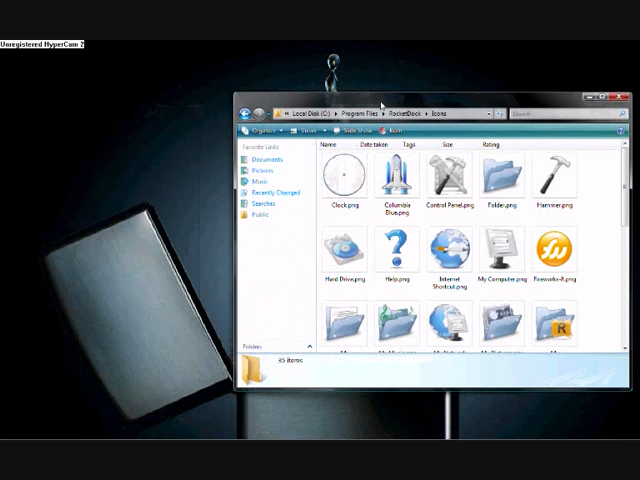 Unregistered HyperCam 2
Local Disk (C:) Program Files RocketDock Icons
Search
Organize Views Slide Show Burn
Favorite Links
Name Date taken Tags Size Rating
Documents
Pictures
Music
Recently Changed
Searches
Public
Clock.png
Columbia Blue.png
Control Panel.png
Folder.png
Hammer.png
Hard Drive.png
Help.png
Internet Shortcut.png
My Computer.png
Fireworks-8.png
Folders
35 items